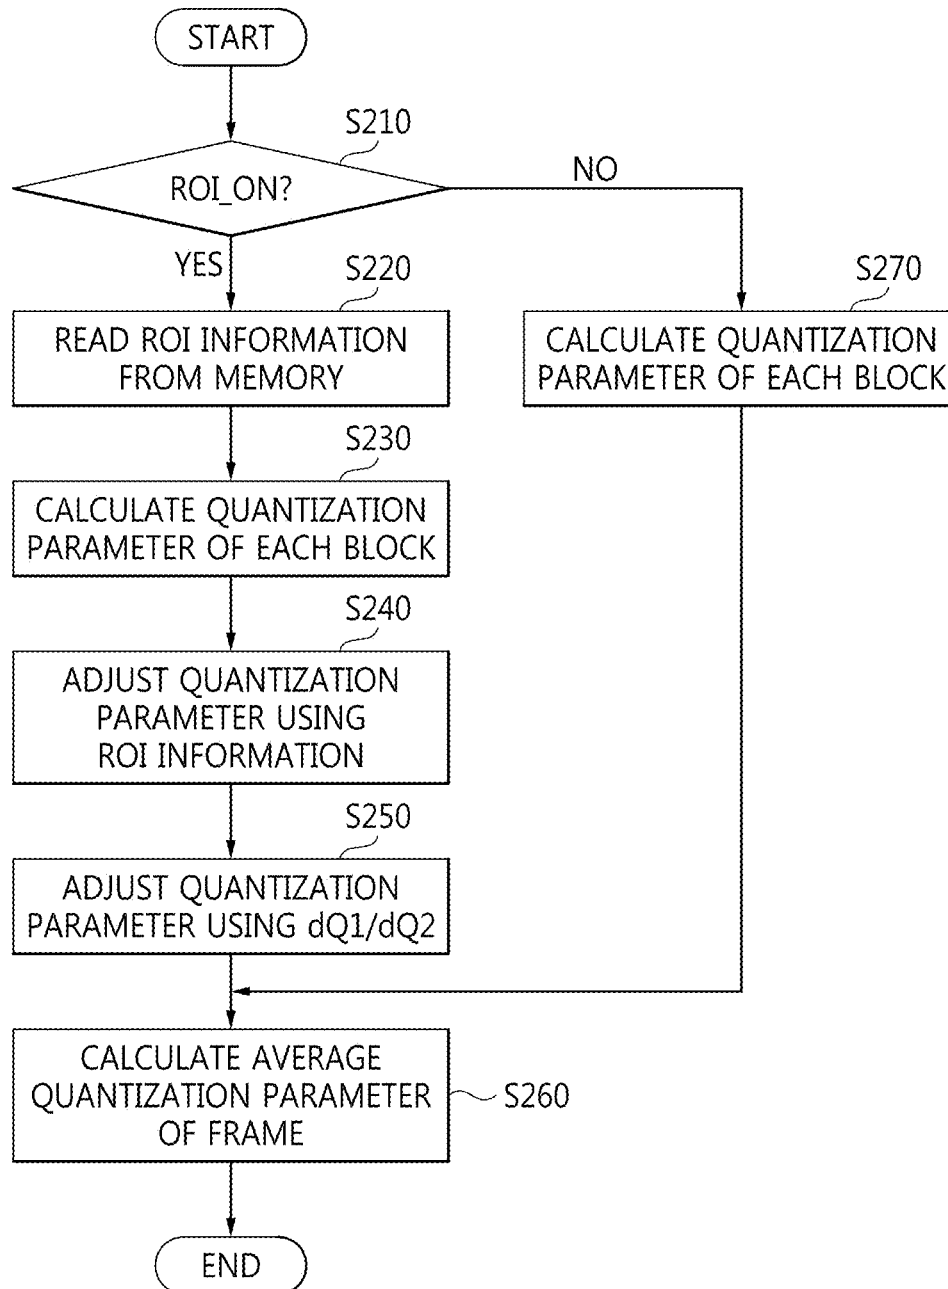 START
S210
ROI_ON?
NO
YES
S220
READ ROI INFORMATION
FROM MEMORY
S270
CALCULATE QUANTIZATION
PARAMETER OF EACH BLOCK
S230
CALCULATE QUANTIZATION
PARAMETER OF EACH BLOCK
S240
ADJUST QUANTIZATION
PARAMETER USING
ROI INFORMATION
S250
ADJUST QUANTIZATION
PARAMETER USING dQ1/dQ2
CALCULATE AVERAGE
QUANTIZATION PARAMETER
OF FRAME
S260
END